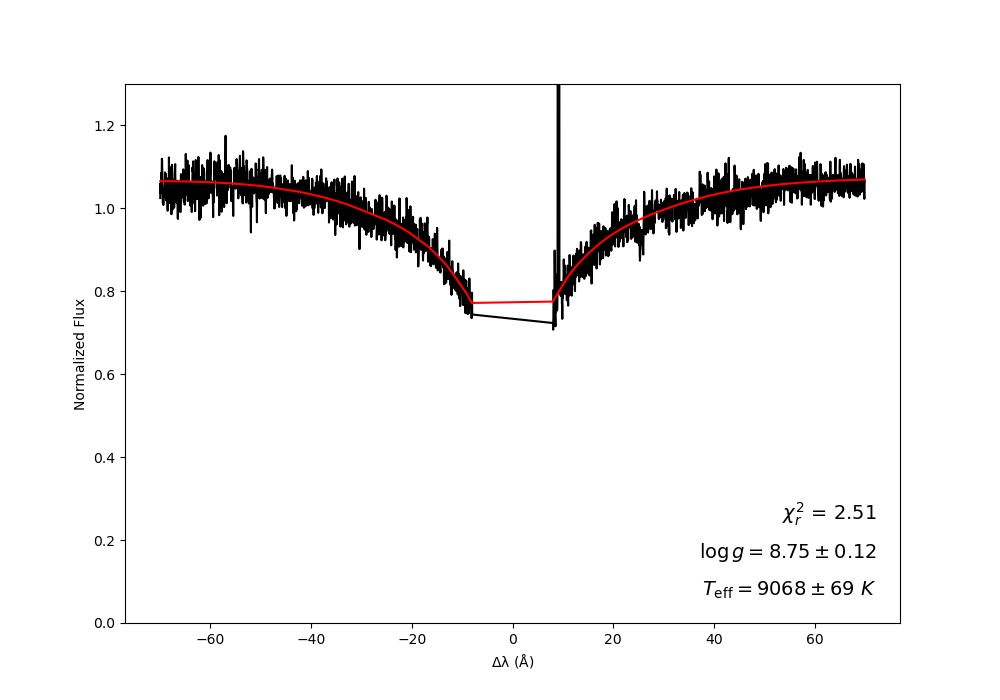 1.2
1.0
0.8
0.6
0.4
0.2
0.0
Normalized Flux
χ²ᵣ = 2.51
log g = 8.75 ± 0.12
T_eff = 9068 ± 69 K
−60 −40 −20 0 20 40 60
Δλ (Å)